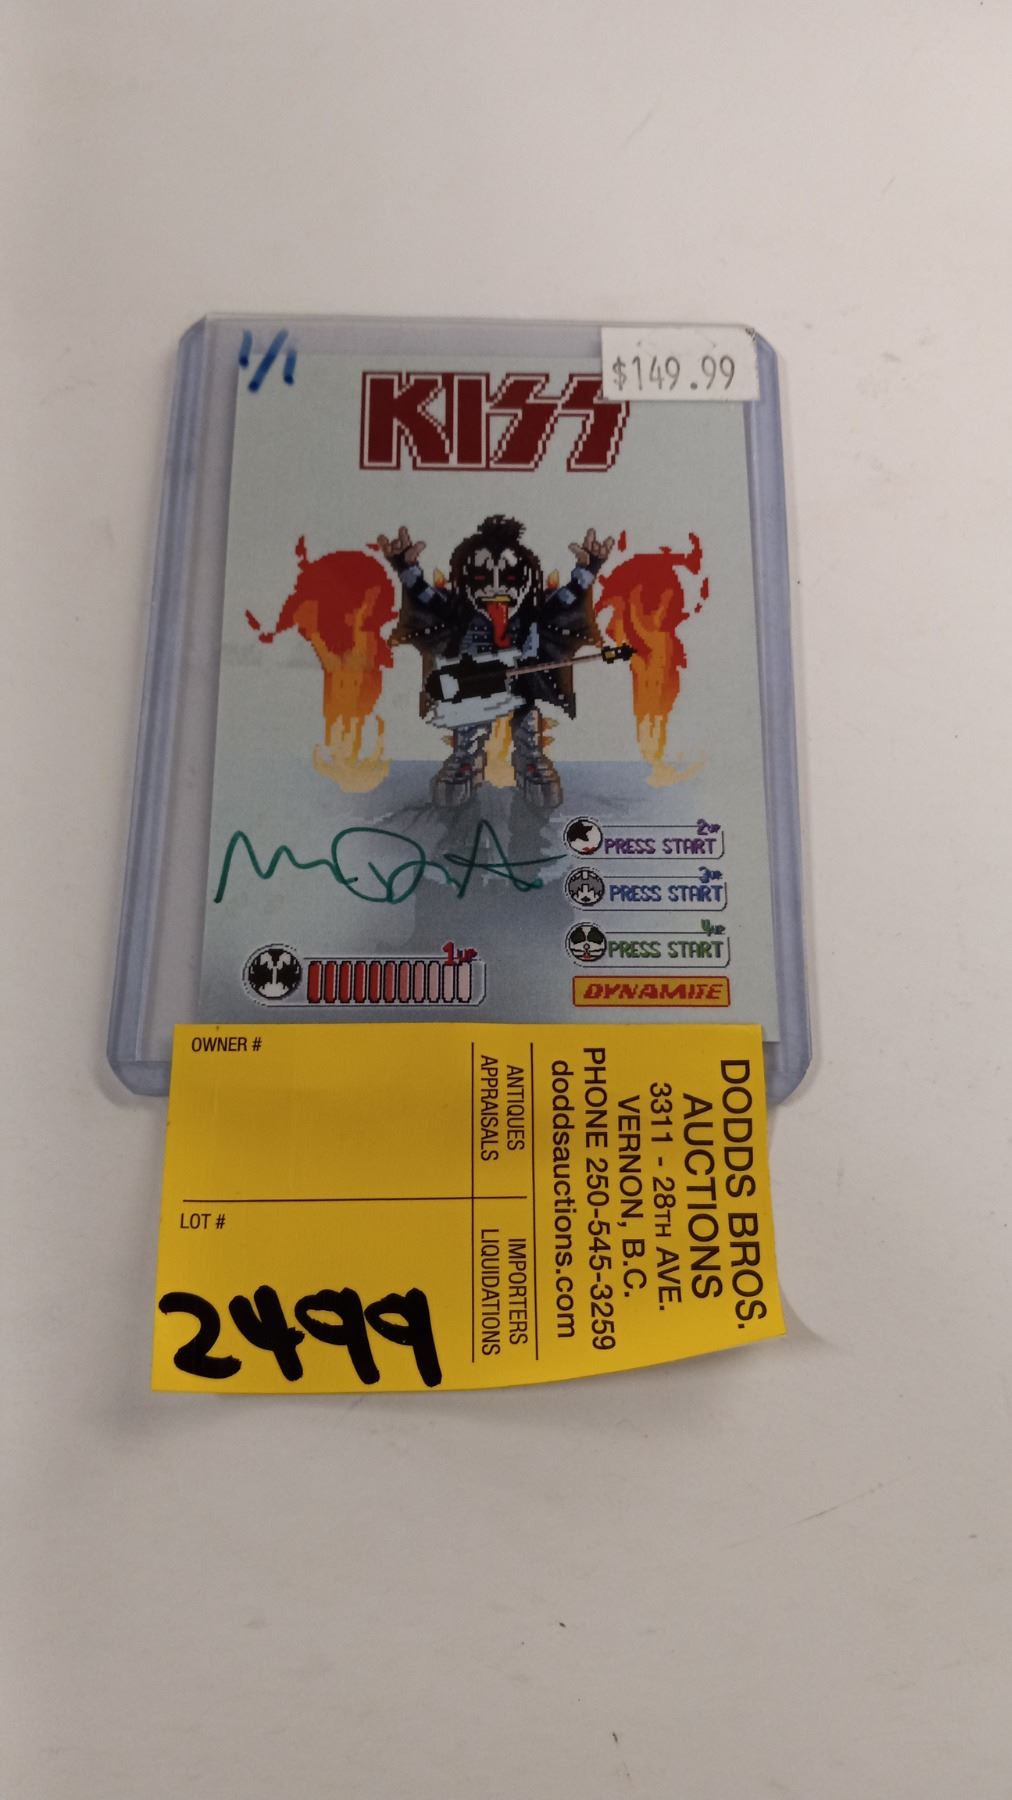 1/1
$149.99
KISS
2UP
PRESS START
3UP
PRESS START
4UP
PRESS START
1UP
DYNAMITE
OWNER #
LOT #
2499
ANTIQUES
APPRAISALS
IMPORTERS
LIQUIDATIONS
DODDS BROS.
AUCTIONS
3311 - 28TH AVE.
VERNON, B.C.
PHONE 250-545-3259
doddsauctions.com